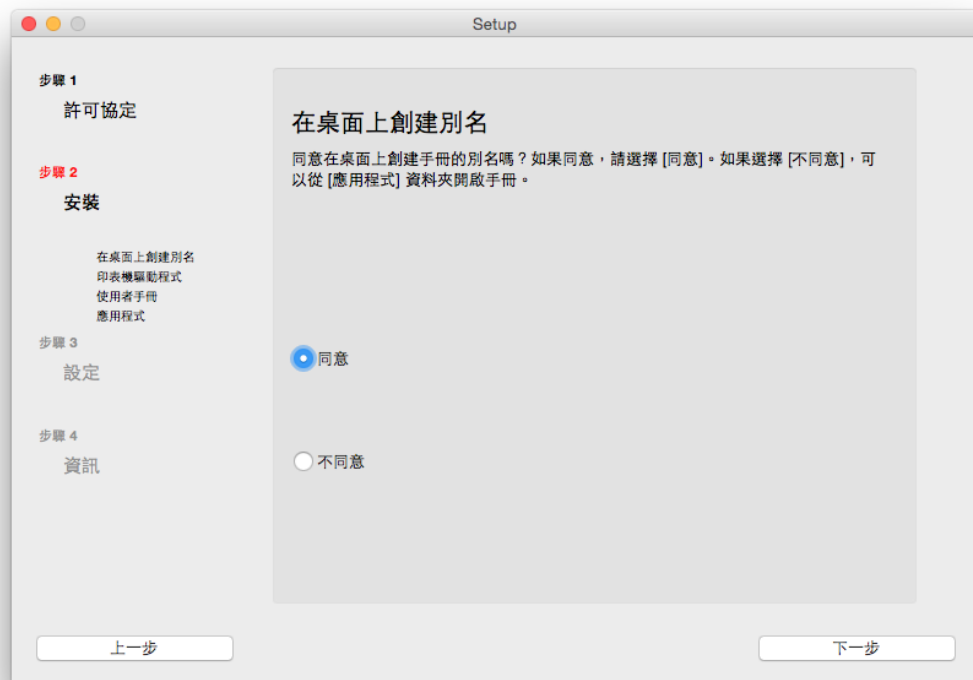 Setup
步驟 1
許可協定
步驟 2
安裝
在桌面上創建別名
印表機驅動程式
使用者手冊
應用程式
步驟 3
設定
步驟 4
資訊
在桌面上創建別名
同意在桌面上創建手冊的別名嗎？如果同意，請選擇 [同意]。如果選擇 [不同意]，可
以從 [應用程式] 資料夾開啟手冊。
同意
不同意
上一步
下一步